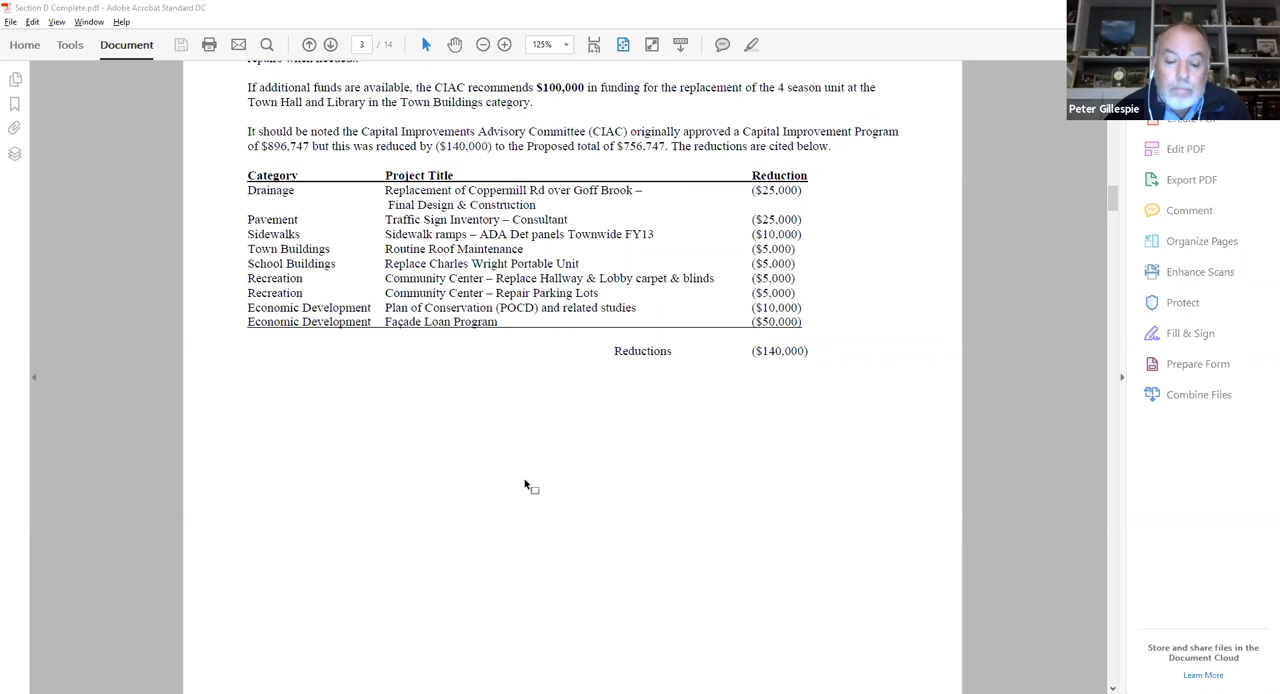 Section D Complete.pdf - Adobe Acrobat Standard DC
File Edit View Window Help
Home Tools Document 3 / 14 125%
Peter Gillespie
repairs when needed.
If additional funds are available, the CIAC recommends $100,000 in funding for the replacement of the 4 season unit at the
Town Hall and Library in the Town Buildings category.
It should be noted the Capital Improvements Advisory Committee (CIAC) originally approved a Capital Improvement Program
of $896,747 but this was reduced by ($140,000) to the Proposed total of $756,747. The reductions are cited below.
Category Project Title Reduction
Drainage Replacement of Coppermill Rd over Goff Brook – ($25,000)
Final Design & Construction
Pavement Traffic Sign Inventory – Consultant ($25,000)
Sidewalks Sidewalk ramps – ADA Det panels Townwide FY13 ($10,000)
Town Buildings Routine Roof Maintenance ($5,000)
School Buildings Replace Charles Wright Portable Unit ($5,000)
Recreation Community Center – Replace Hallway & Lobby carpet & blinds ($5,000)
Recreation Community Center – Repair Parking Lots ($5,000)
Economic Development Plan of Conservation (POCD) and related studies ($10,000)
Economic Development Façade Loan Program ($50,000)
Reductions ($140,000)
Create PDF
Edit PDF
Export PDF
Comment
Organize Pages
Enhance Scans
Protect
Fill & Sign
Prepare Form
Combine Files
Store and share files in the
Document Cloud
Learn More